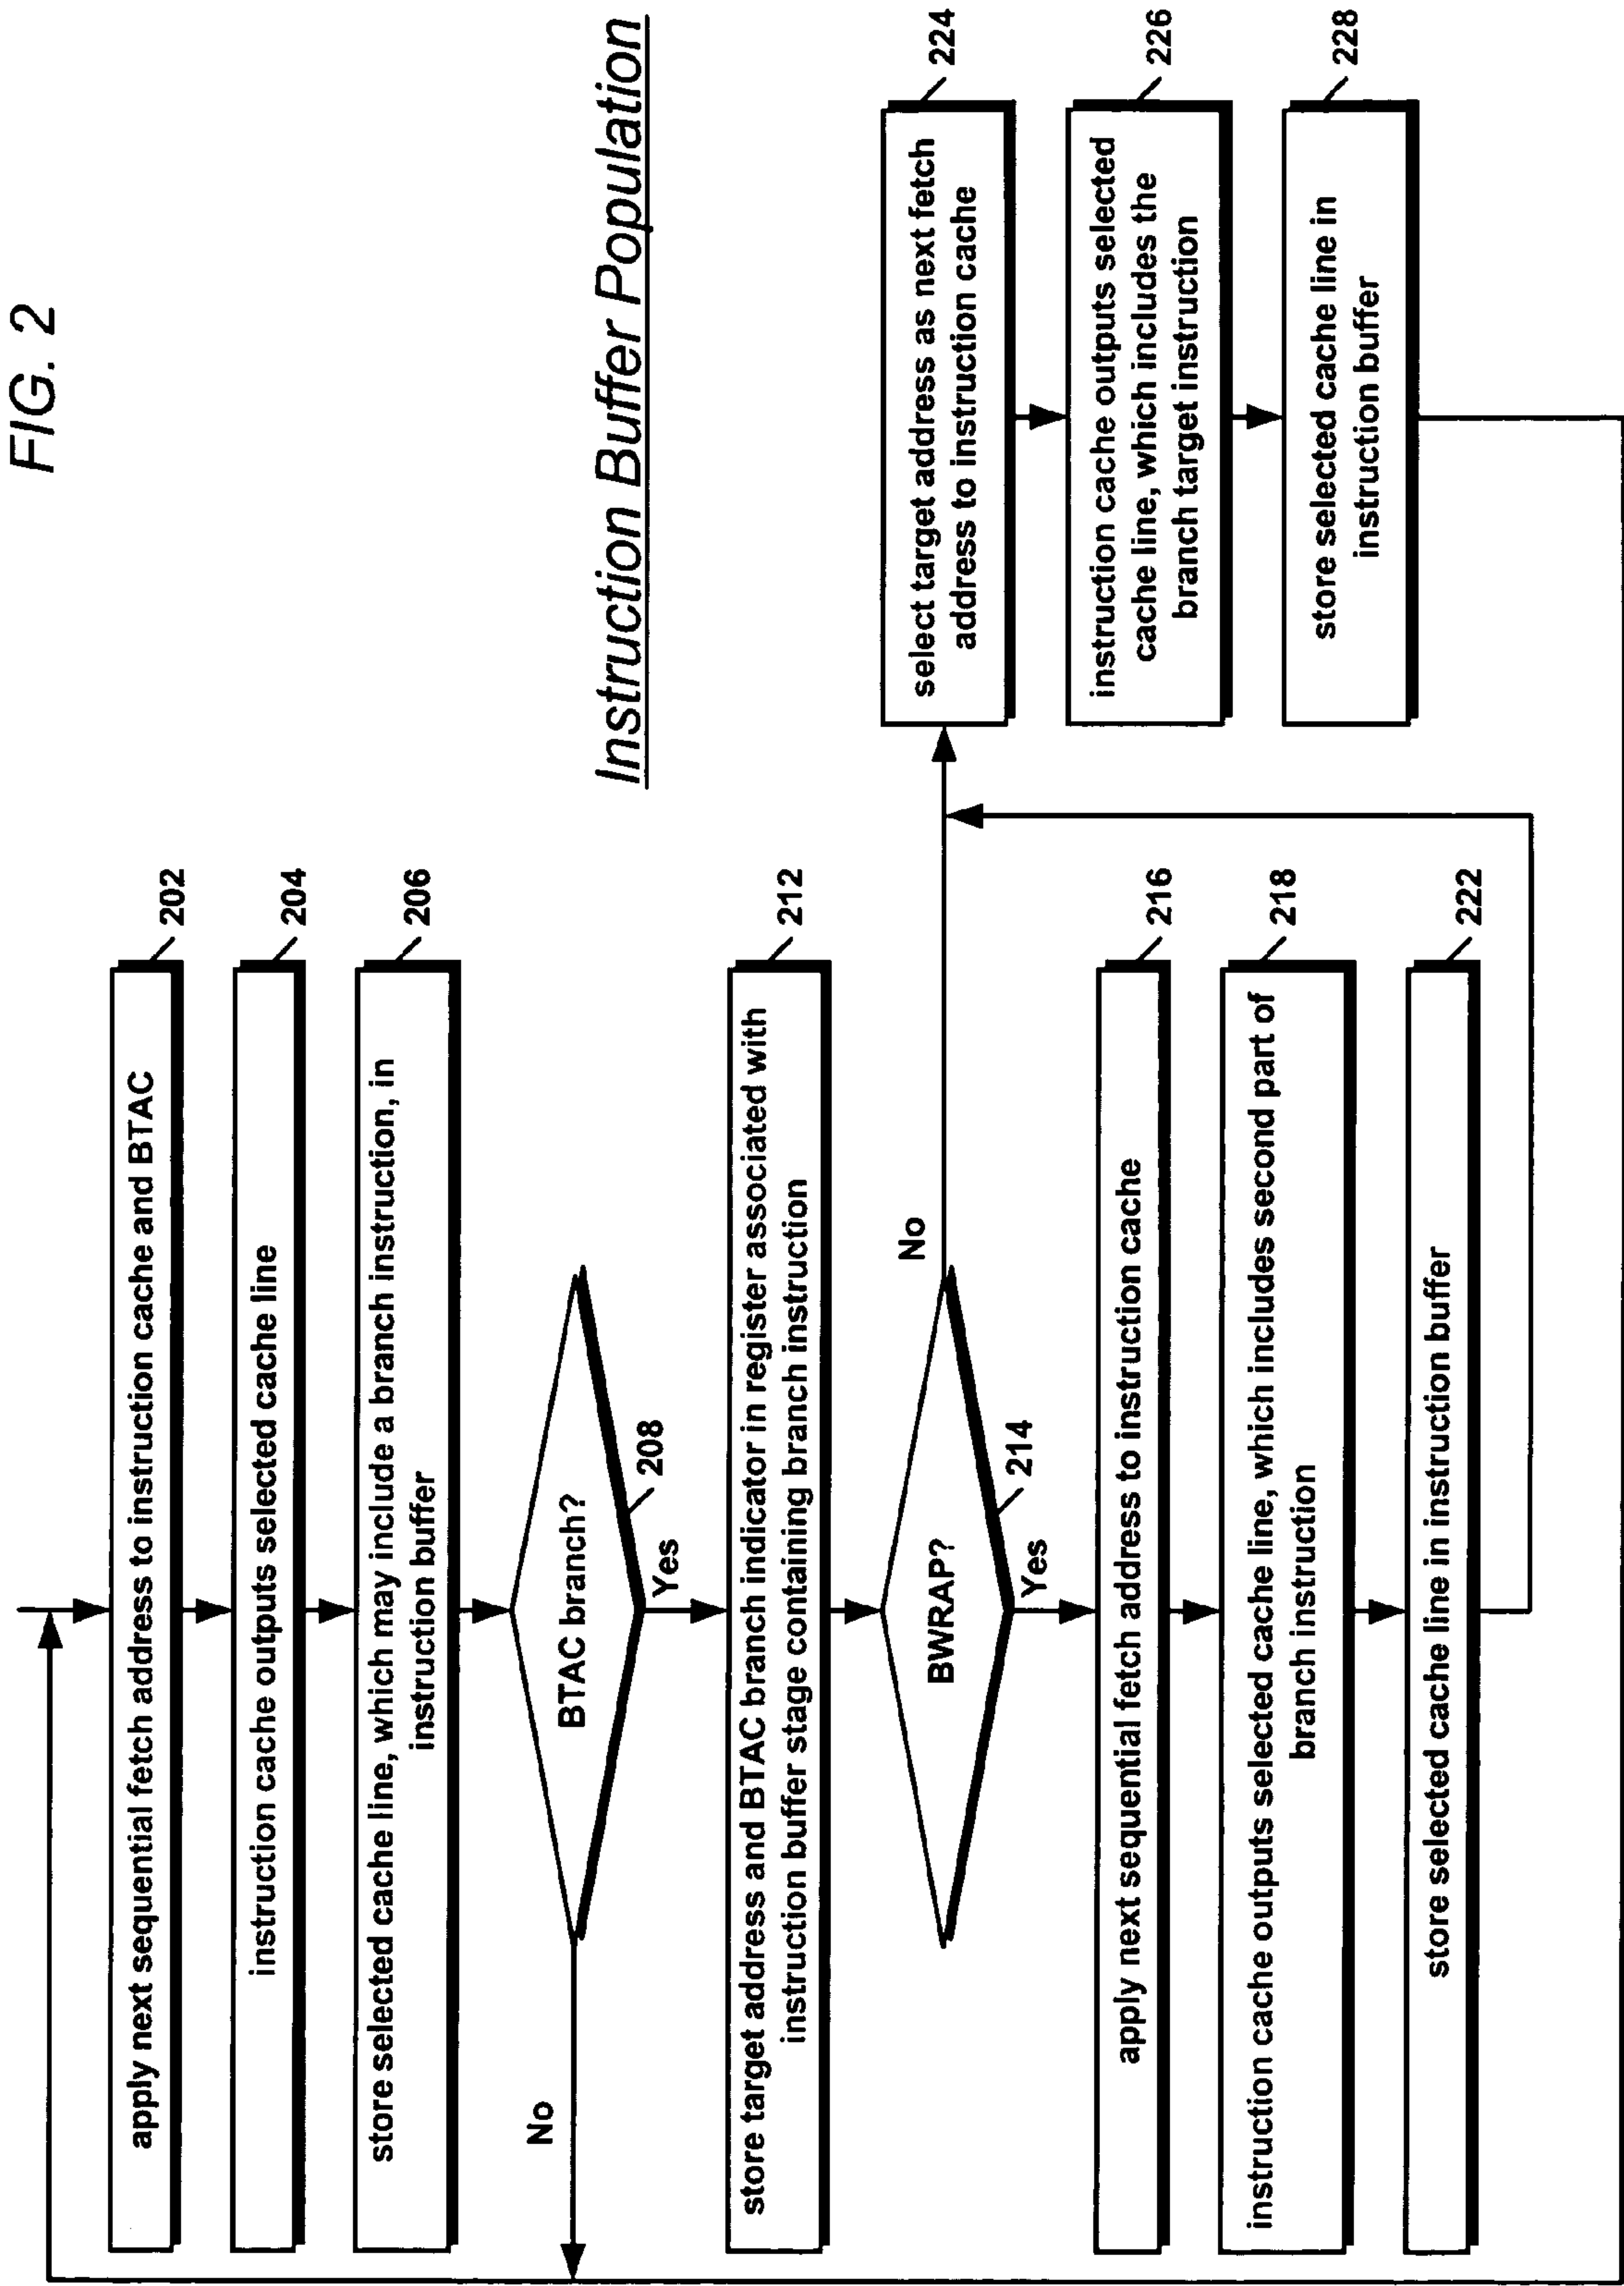 FIG. 2
Instruction Buffer Population
apply next sequential fetch address to instruction cache and BTAC
202
instruction cache outputs selected cache line
204
store selected cache line, which may include a branch instruction, in
instruction buffer
206
BTAC branch?
208
No
Yes
store target address and BTAC branch indicator in register associated with
instruction buffer stage containing branch instruction
212
BWRAP?
214
No
Yes
apply next sequential fetch address to instruction cache
216
instruction cache outputs selected cache line, which includes second part of
branch instruction
218
store selected cache line in instruction buffer
222
select target address as next fetch
address to instruction cache
224
instruction cache outputs selected
cache line, which includes the
branch target instruction
226
store selected cache line in
instruction buffer
228